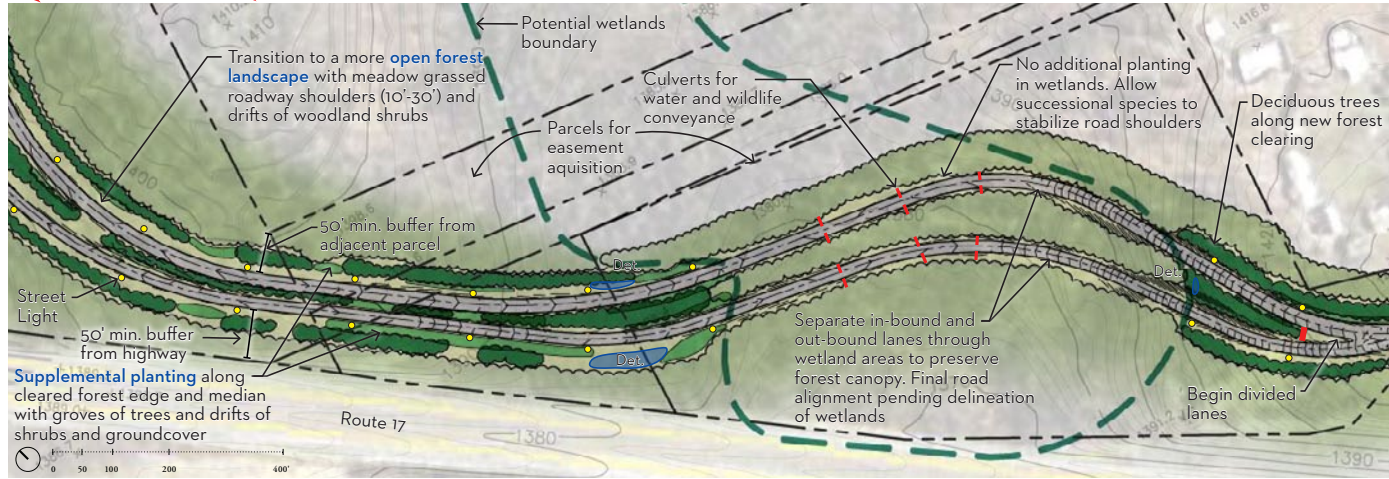 Potential wetlands
boundary
Transition to a more open forest
landscape with meadow grassed
roadway shoulders (10'-30') and
drifts of woodland shrubs
Culverts for
water and wildlife
conveyance
No additional planting
in wetlands. Allow
successional species to
stabilize road shoulders
Deciduous trees
along new forest
clearing
Parcels for
easement
aquisition
50' min. buffer from
adjacent parcel
Det.
Det.
Det.
Street
Light
50' min. buffer
from highway
Supplemental planting along
cleared forest edge and median
with groves of trees and drifts of
shrubs and groundcover
Separate in-bound and
out-bound lanes through
wetland areas to preserve
forest canopy. Final road
alignment pending delineation
of wetlands
Begin divided
lanes
Route 17
1410
400
1380
1390
1416.6
1391.2
0 50 100 200 400'